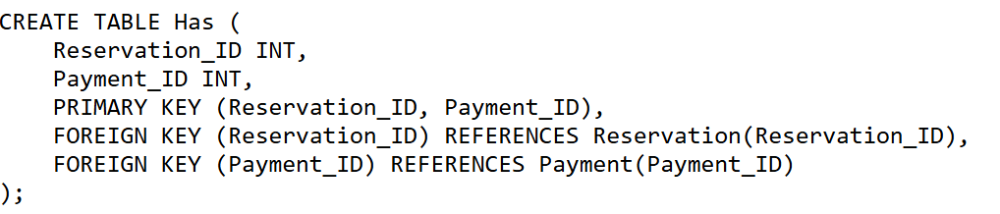 CREATE TABLE Has (
    Reservation_ID INT,
    Payment_ID INT,
    PRIMARY KEY (Reservation_ID, Payment_ID),
    FOREIGN KEY (Reservation_ID) REFERENCES Reservation(Reservation_ID),
    FOREIGN KEY (Payment_ID) REFERENCES Payment(Payment_ID)
);